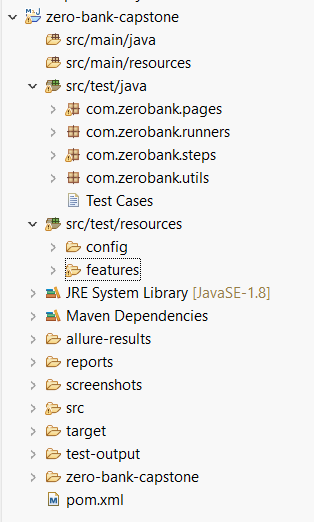 zero-bank-capstone
src/main/java
src/main/resources
src/test/java
com.zerobank.pages
com.zerobank.runners
com.zerobank.steps
com.zerobank.utils
Test Cases
src/test/resources
config
features
JRE System Library [JavaSE-1.8]
Maven Dependencies
allure-results
reports
screenshots
src
target
test-output
zero-bank-capstone
pom.xml